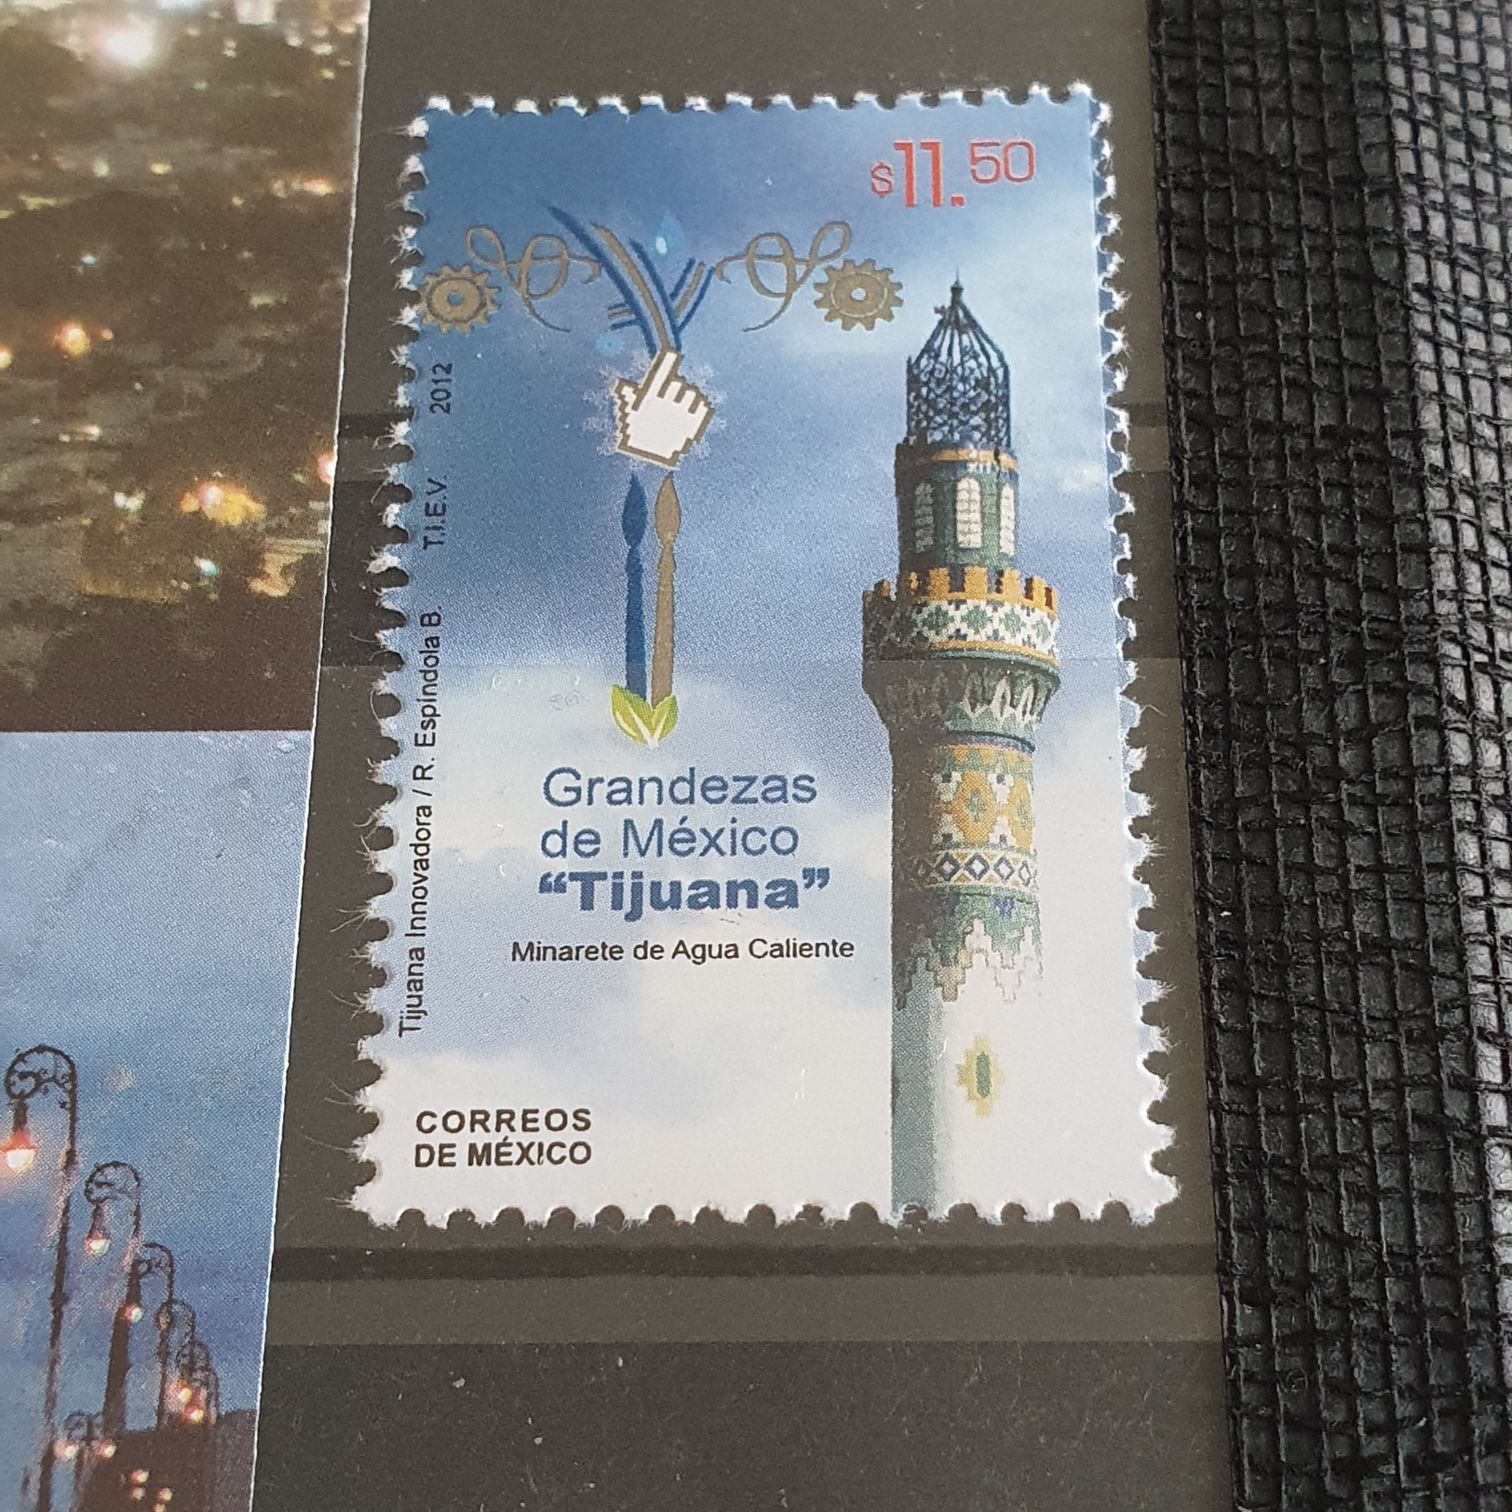 $11.50
Tijuana Innovadora / R. Espíndola B. T.I.E.V 2012
Grandezas
de México
“Tijuana”
Minarete de Agua Caliente
CORREOS
DE MÉXICO